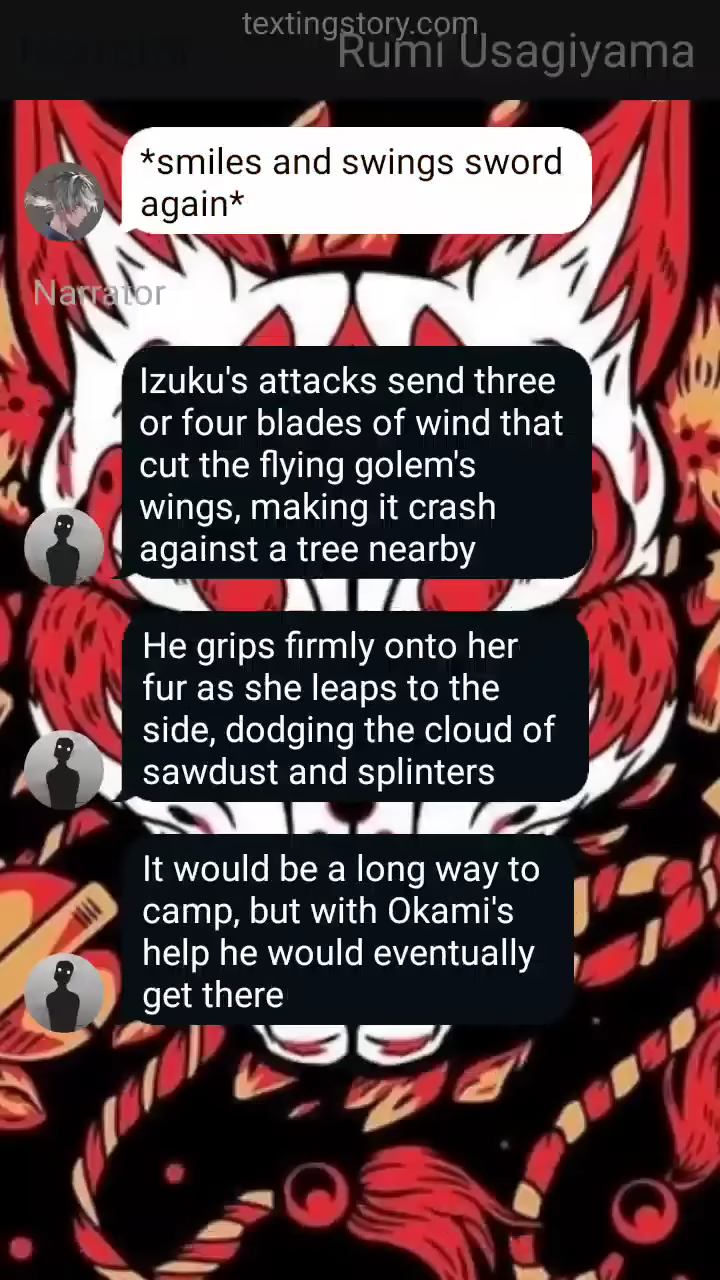 textingstory.com
Rumi Usagiyama
*smiles and swings sword
again*
Narrator
Izuku's attacks send three
or four blades of wind that
cut the flying golem's
wings, making it crash
against a tree nearby
He grips firmly onto her
fur as she leaps to the
side, dodging the cloud of
sawdust and splinters
It would be a long way to
camp, but with Okami's
help he would eventually
get there